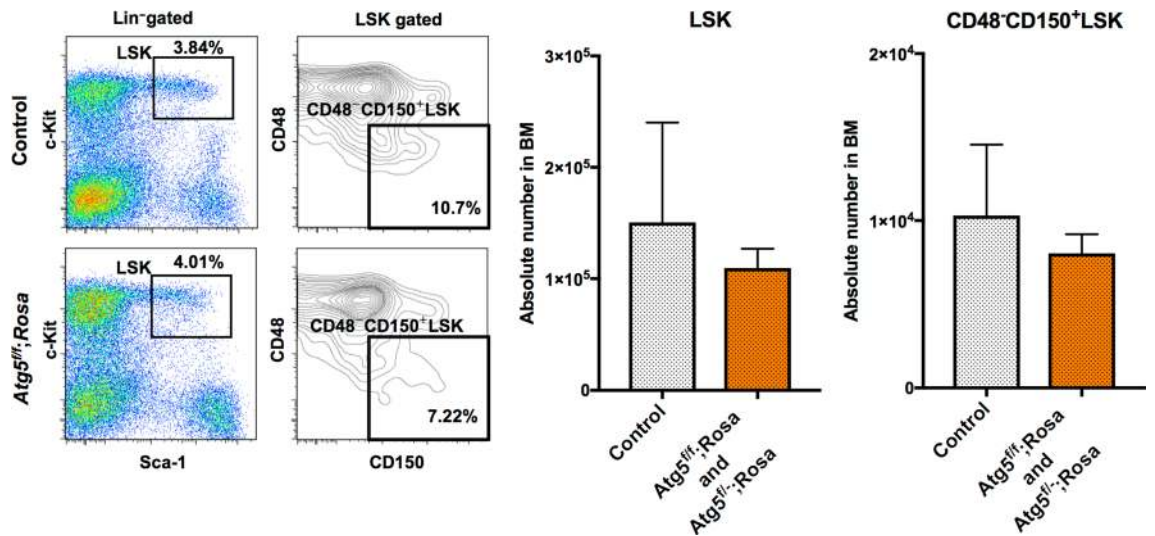 Lin⁻gated
LSK gated
LSK
CD48⁻CD150⁺LSK
Control
c-Kit
LSK
3.84%
CD48
CD48⁻ CD150⁺LSK
10.7%
Atg5f/f;Rosa
c-Kit
LSK
4.01%
Sca-1
CD48
CD48⁻ CD150⁺LSK
7.22%
CD150
Absolute number in BM
3×10⁵
2×10⁵
1×10⁵
0
Control
Atg5f/f;Rosa
and
Atg5f/-;Rosa
Absolute number in BM
2×10⁴
1×10⁴
0
Control
Atg5f/f;Rosa
and
Atg5f/-;Rosa